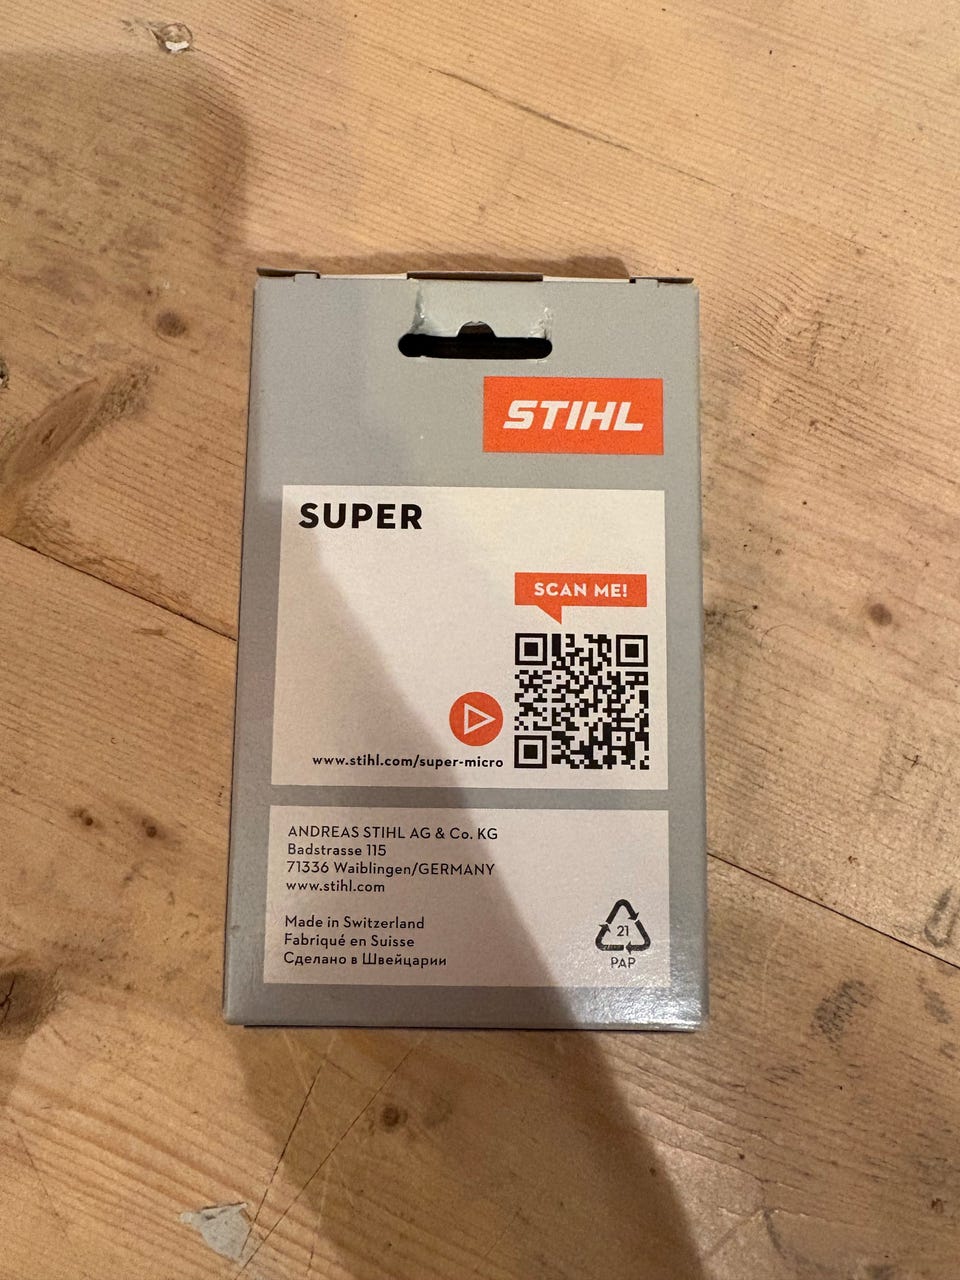 STIHL
SUPER
SCAN ME!
www.stihl.com/super-micro
ANDREAS STIHL AG & Co. KG
Badstrasse 115
71336 Waiblingen/GERMANY
www.stihl.com
Made in Switzerland
Fabriqué en Suisse
Сделано в Швейцарии
21
PAP